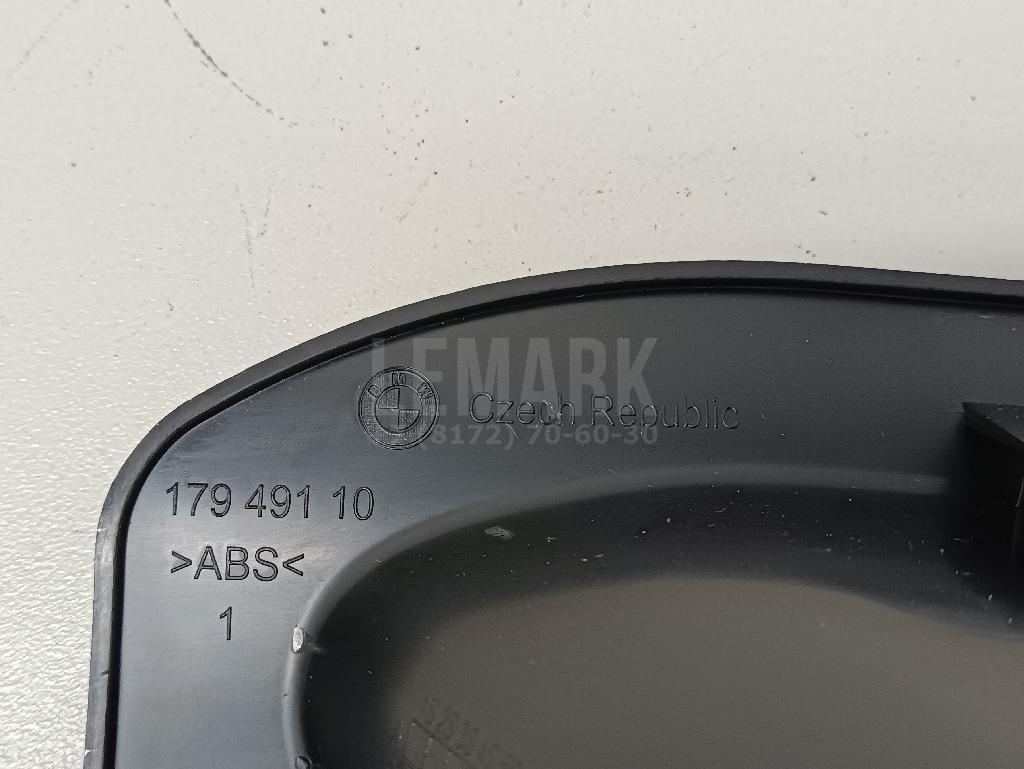 LEMARK
BMW
Czech Republic
(8172) 70-60-30
179 491 10
>ABS<
1